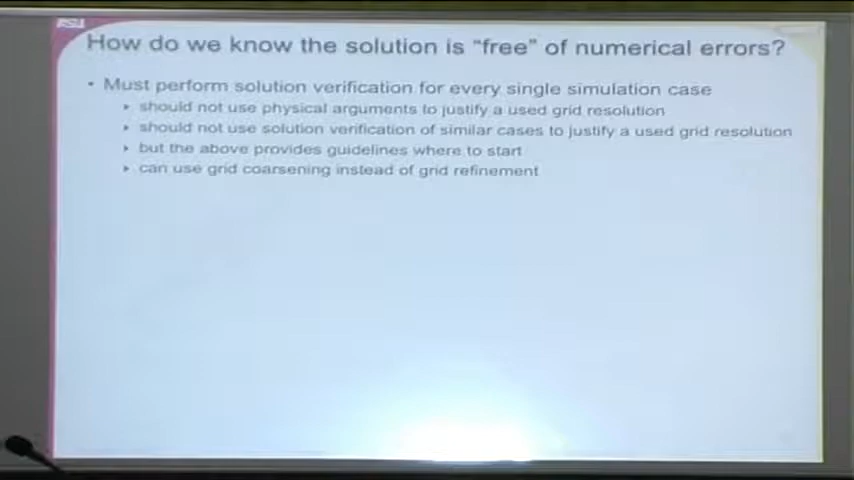 ASU
How do we know the solution is "free" of numerical errors?
• Must perform solution verification for every single simulation case
‣ should not use physical arguments to justify a used grid resolution
‣ should not use solution verification of similar cases to justify a used grid resolution
‣ but the above provides guidelines where to start
‣ can use grid coarsening instead of grid refinement